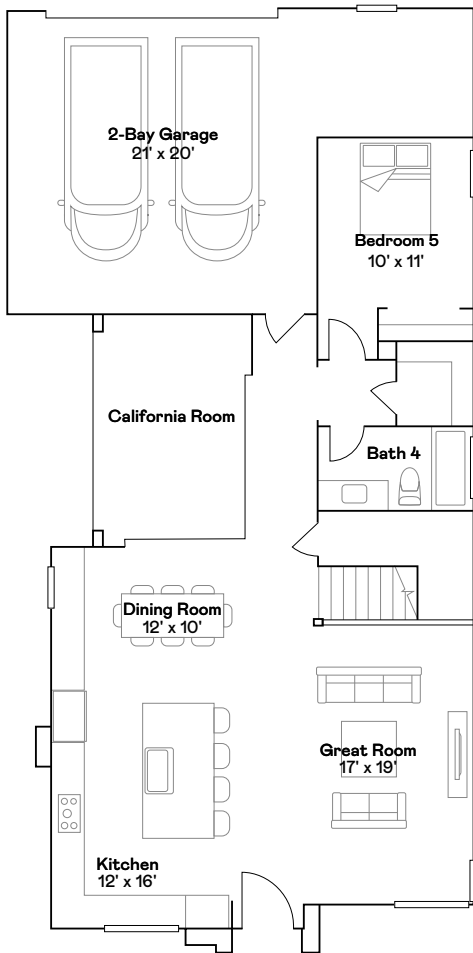 2-Bay Garage
21' x 20'
Bedroom 5
10' x 11'
California Room
Bath 4
Dining Room
12' x 10'
Great Room
17' x 19'
Kitchen
12' x 16'